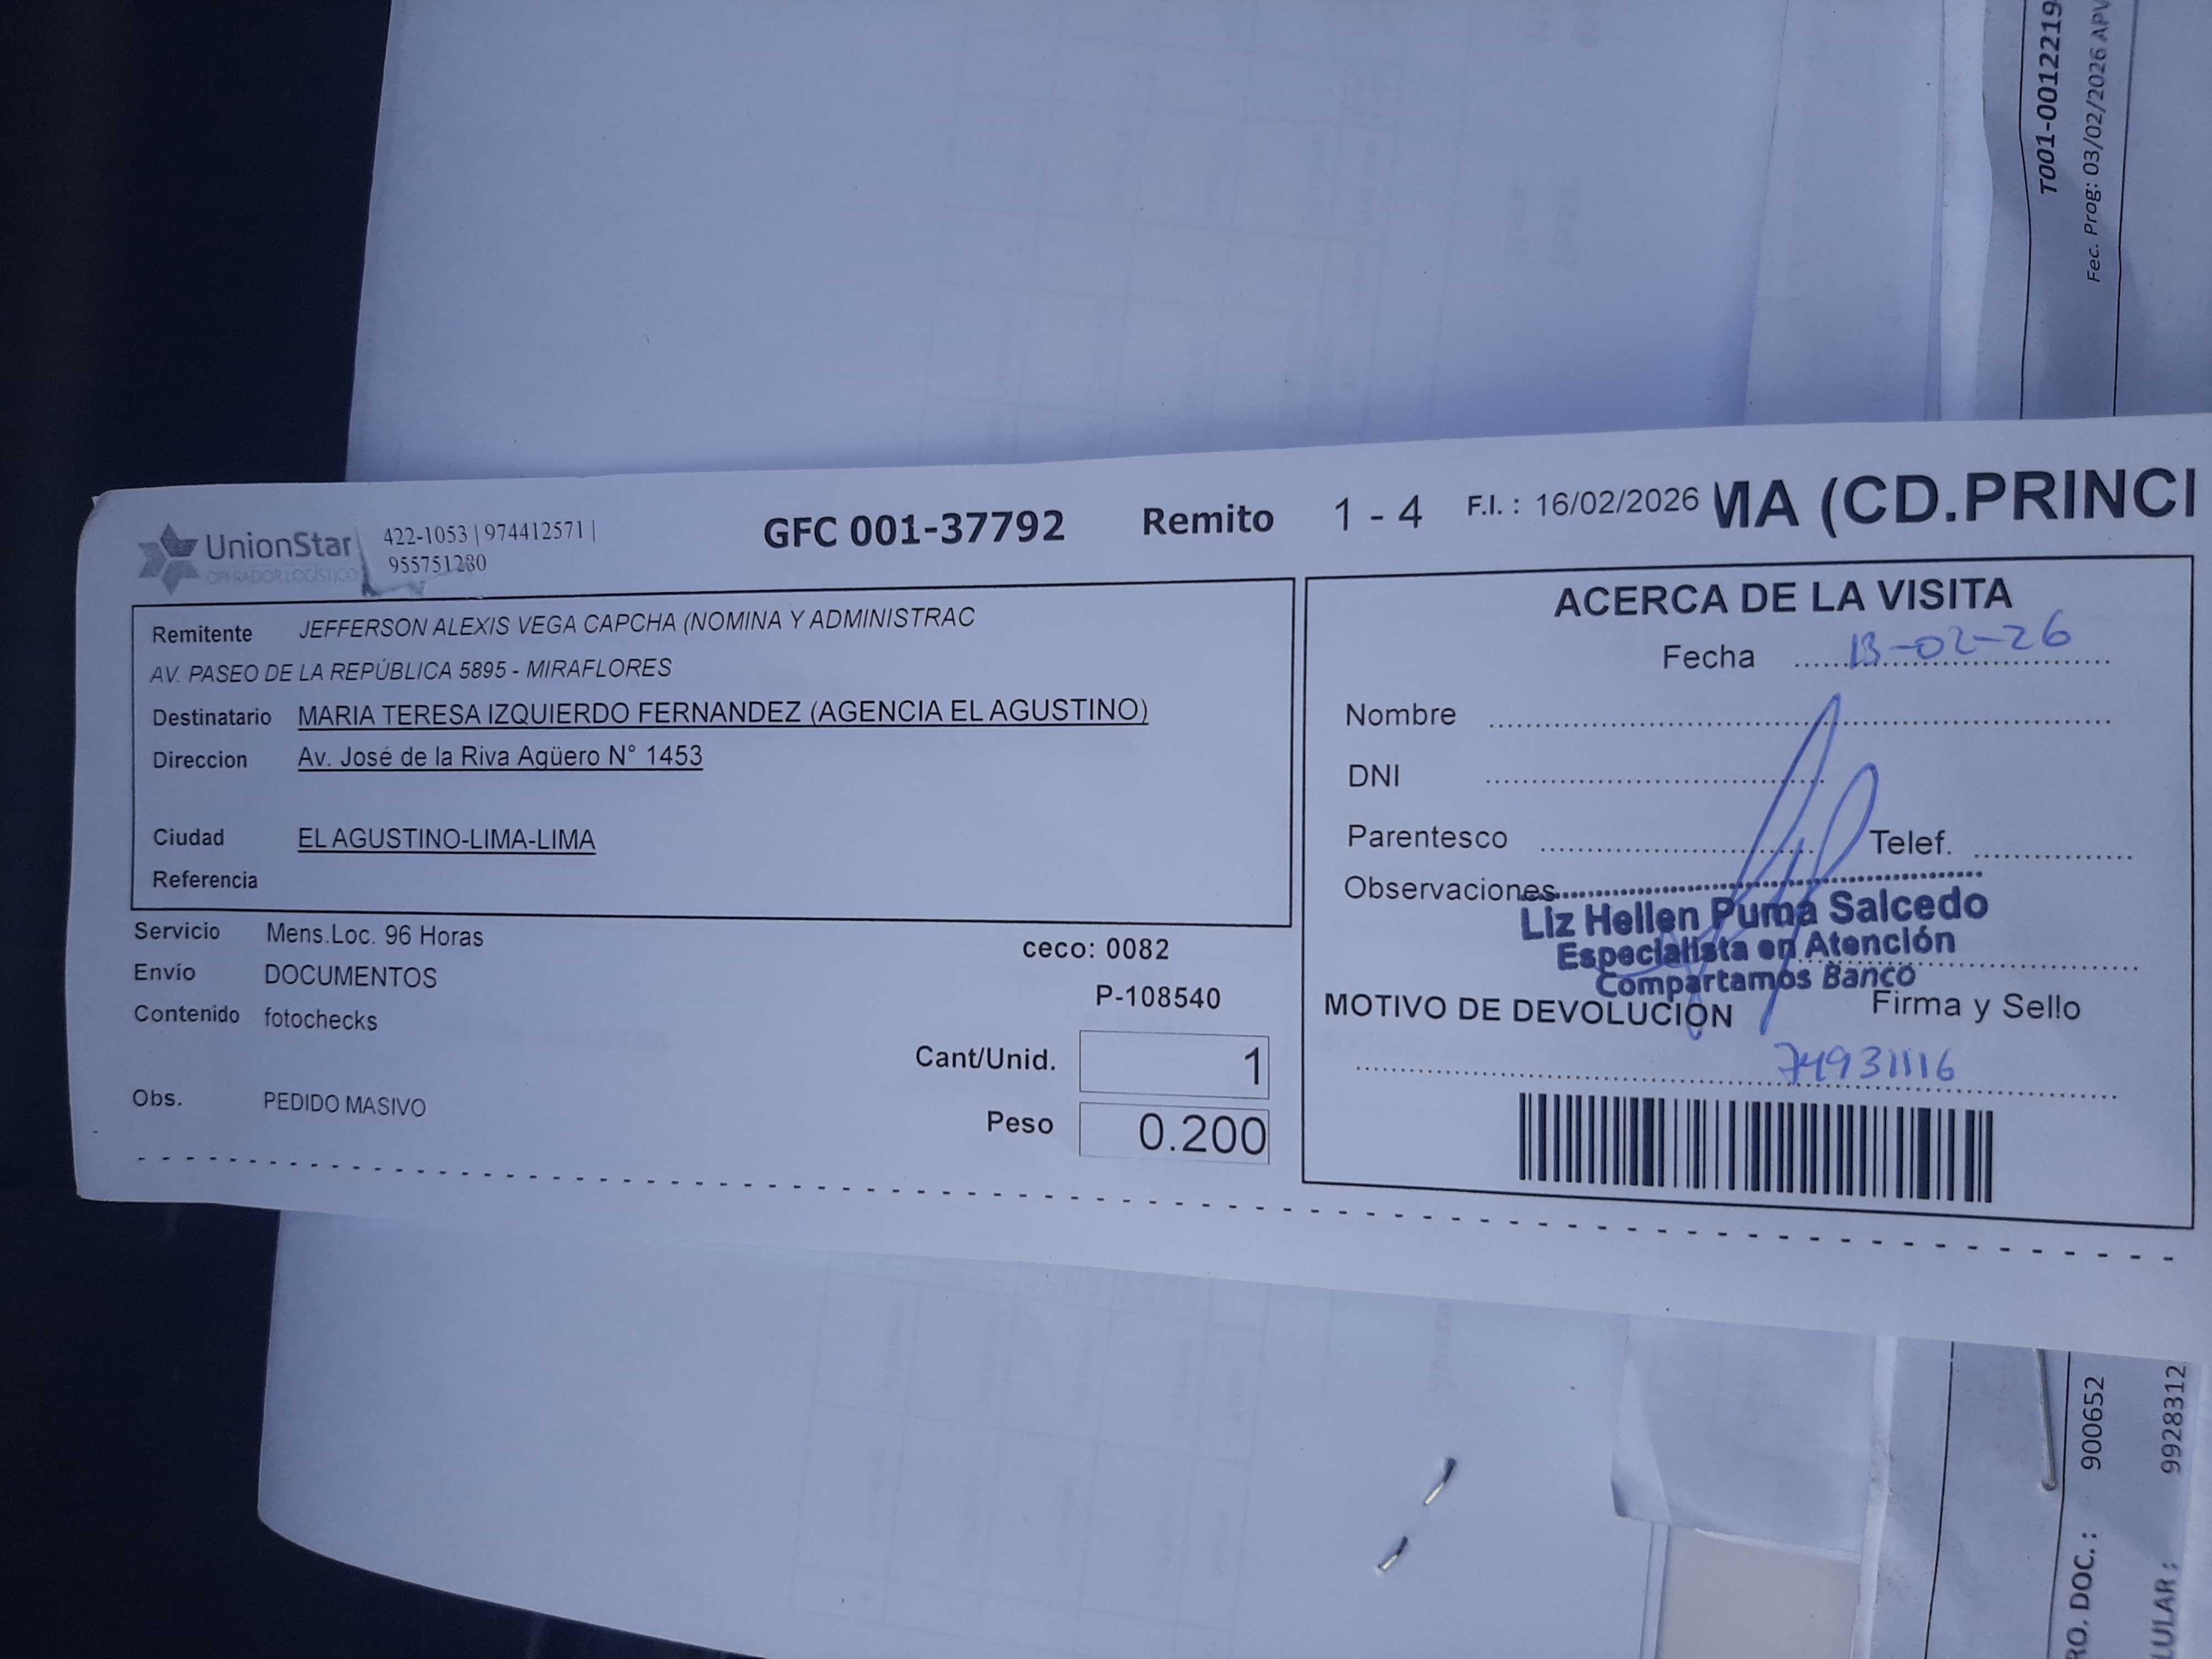 T001-0012219
Fec. Prog: 03/02/2026 APV
UnionStar
OPERADOR LOGÍSTICO
422-1053 | 974412571 |
955751280
GFC 001-37792 Remito 1 - 4 F.I. : 16/02/2026 MA (CD.PRINCI
Remitente JEFFERSON ALEXIS VEGA CAPCHA (NOMINA Y ADMINISTRAC
AV. PASEO DE LA REPÚBLICA 5895 - MIRAFLORES
Destinatario MARIA TERESA IZQUIERDO FERNANDEZ (AGENCIA EL AGUSTINO)
Direccion Av. José de la Riva Agüero N° 1453
Ciudad EL AGUSTINO-LIMA-LIMA
Referencia
Servicio Mens.Loc. 96 Horas
ceco: 0082
Envío DOCUMENTOS
P-108540
Contenido fotochecks
Cant/Unid. 1
Obs. PEDIDO MASIVO
Peso 0.200
ACERCA DE LA VISITA
Fecha -02-26
Nombre
DNI
Parentesco Telef.
Observaciones
Liz Hellen Puma Salcedo
Especialista en Atención
Compartamos Banco
MOTIVO DE DEVOLUCIÓN Firma y Sello
74931116
RO. DOC. : 900652
LULAR : 9928312